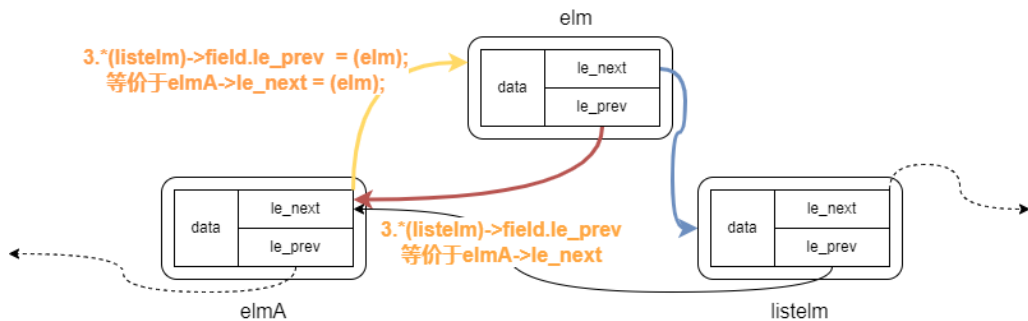 elm
3.*(listelm)->field.le_prev = (elm);
等价于elmA->le_next = (elm);
data
le_next
le_prev
data
le_next
le_prev
3.*(listelm)->field.le_prev
等价于elmA->le_next
data
le_next
le_prev
elmA
listelm